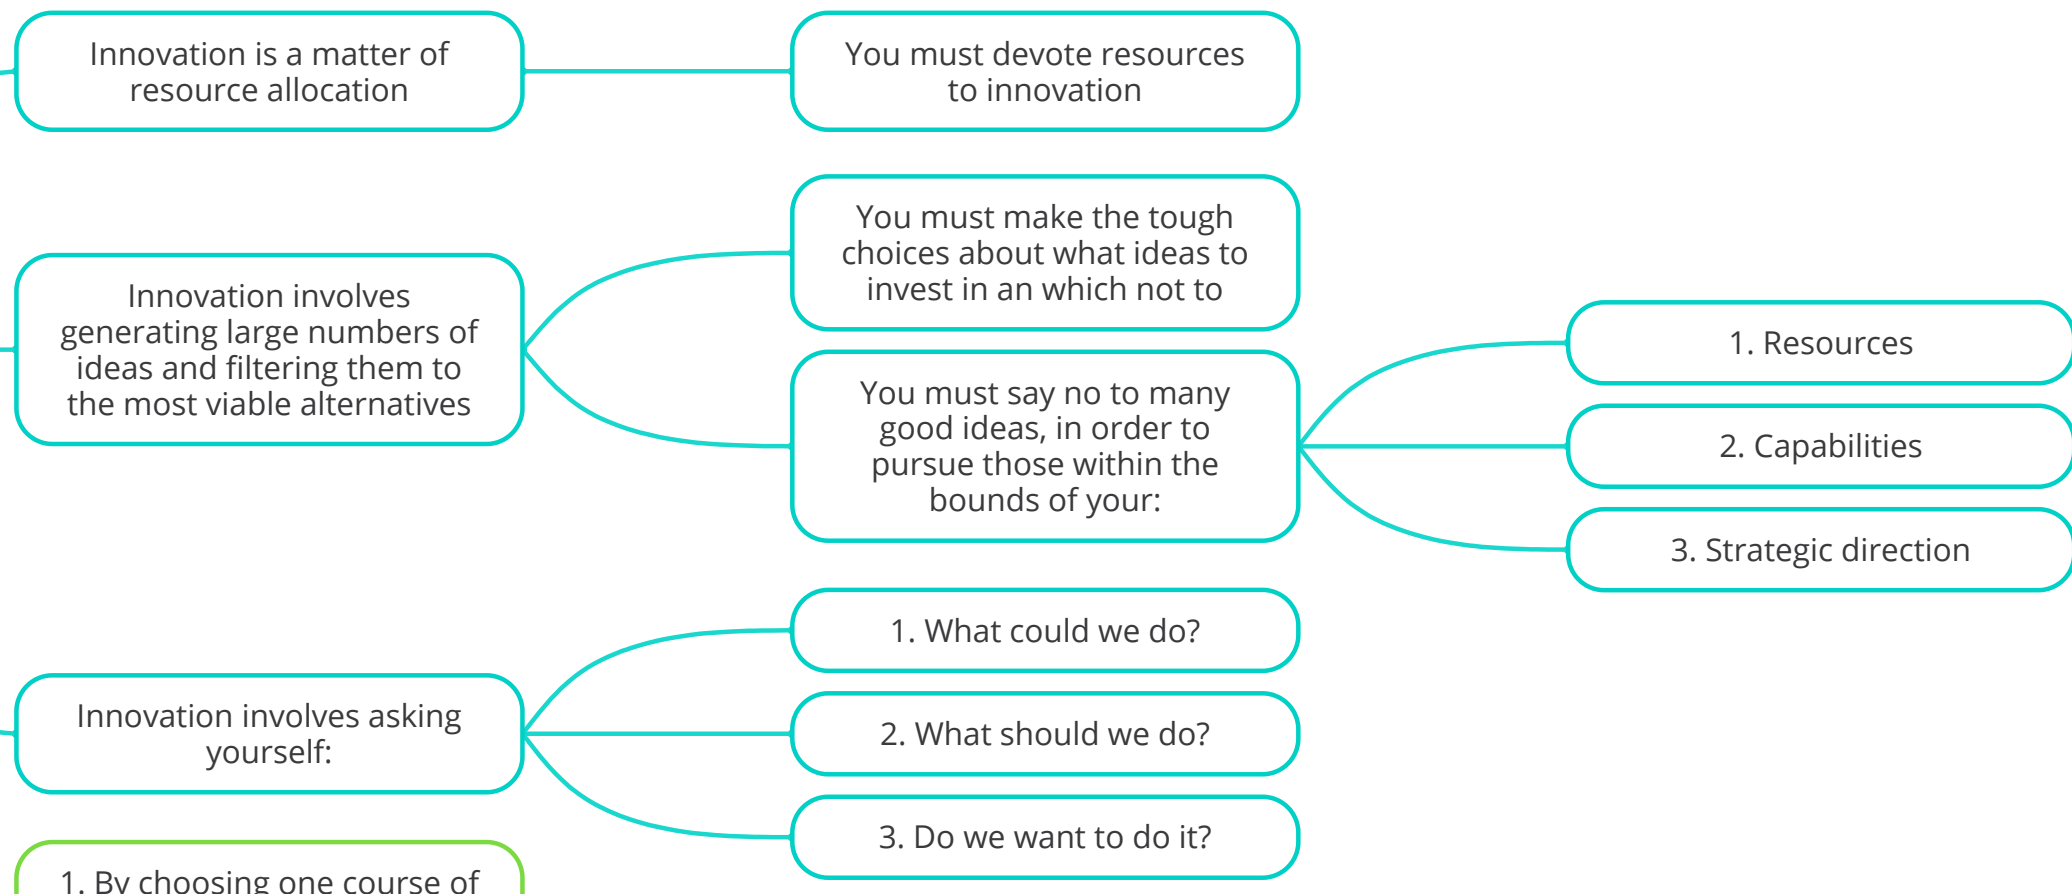 Innovation is a matter of
resource allocation
You must devote resources
to innovation
Innovation involves
generating large numbers of
ideas and filtering them to
the most viable alternatives
You must make the tough
choices about what ideas to
invest in an which not to
You must say no to many
good ideas, in order to
pursue those within the
bounds of your:
1. Resources
2. Capabilities
3. Strategic direction
Innovation involves asking
yourself:
1. What could we do?
2. What should we do?
3. Do we want to do it?
1. By choosing one course of